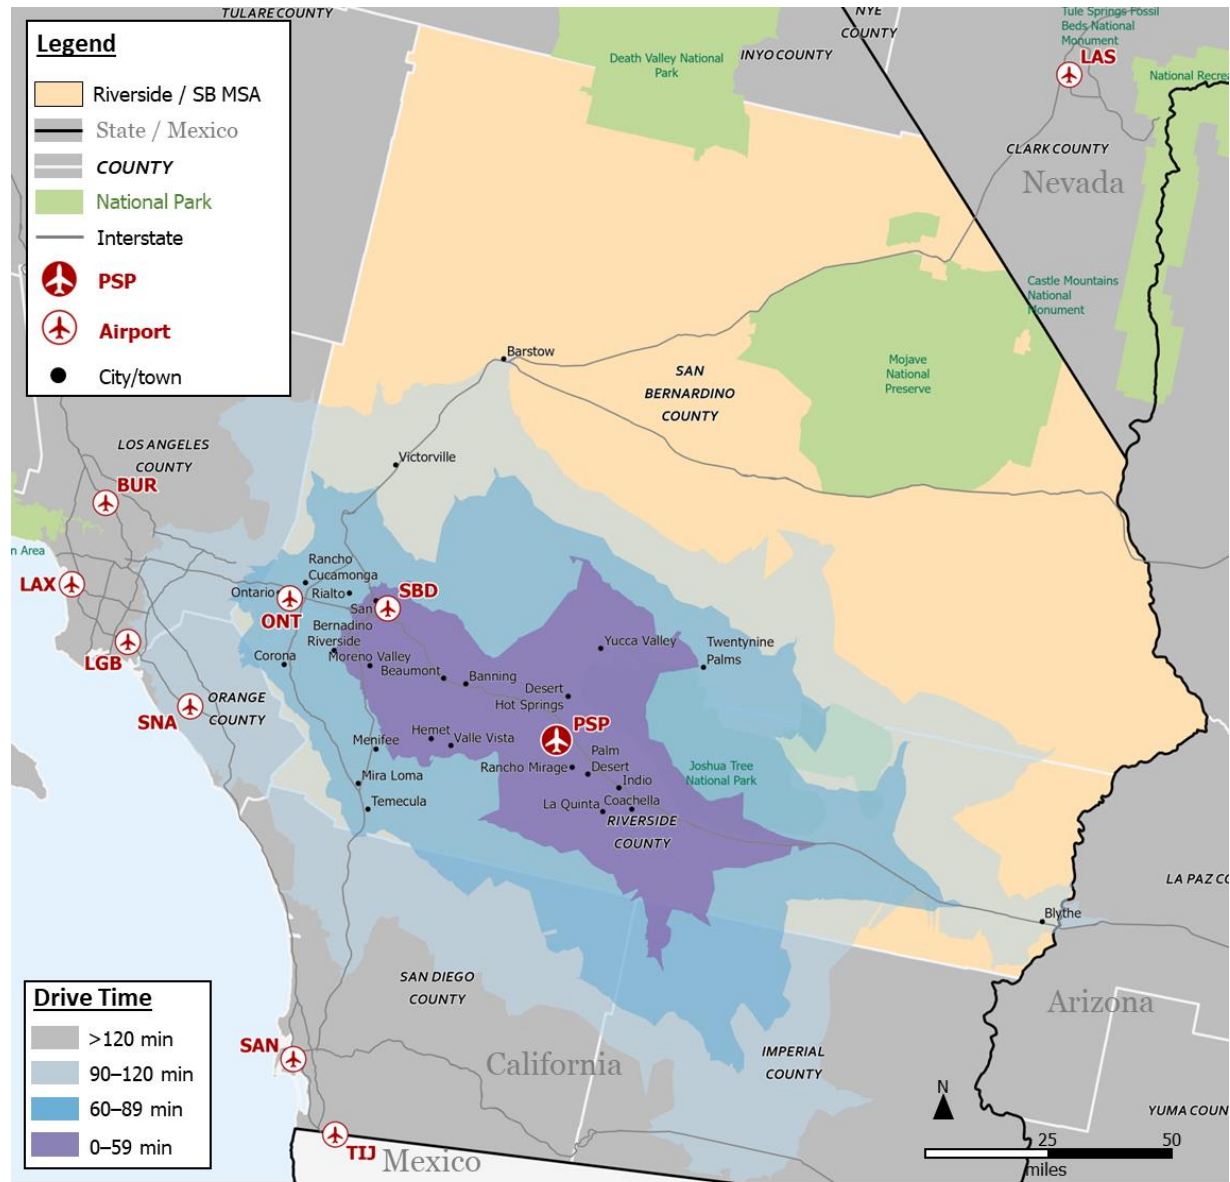 TULARE COUNTY
NYE
COUNTY
Tule Springs Fossil
Beds National
Monument
LAS
National Recrea
Death Valley National
Park
INYO COUNTY
CLARK COUNTY
Nevada
Legend
Riverside / SB MSA
State / Mexico
COUNTY
National Park
Interstate
PSP
Airport
City/town
Castle Mountains
National
Monument
Barstow
SAN
BERNARDINO
COUNTY
Mojave
National
Preserve
LOS ANGELES
COUNTY
Victorville
BUR
n Area
LAX
Rancho
Cucamonga
Ontario
Rialto
SBD
ONT
San
Bernadino
Riverside
LGB
Corona
Moreno Valley
Beaumont
Banning
Yucca Valley
Twentynine
Palms
Desert
Hot Springs
ORANGE
COUNTY
SNA
PSP
Hemet
Valle Vista
Menifee
Palm
Desert
Rancho Mirage
Joshua Tree
National Park
Mira Loma
Indio
Temecula
La Quinta
Coachella
RIVERSIDE
COUNTY
LA PAZ CO
Blythe
SAN DIEGO
COUNTY
Arizona
Drive Time
>120 min
90–120 min
60–89 min
0–59 min
SAN
California
IMPERIAL
COUNTY
N
YUMA COUN
25
50
miles
TIJ
Mexico